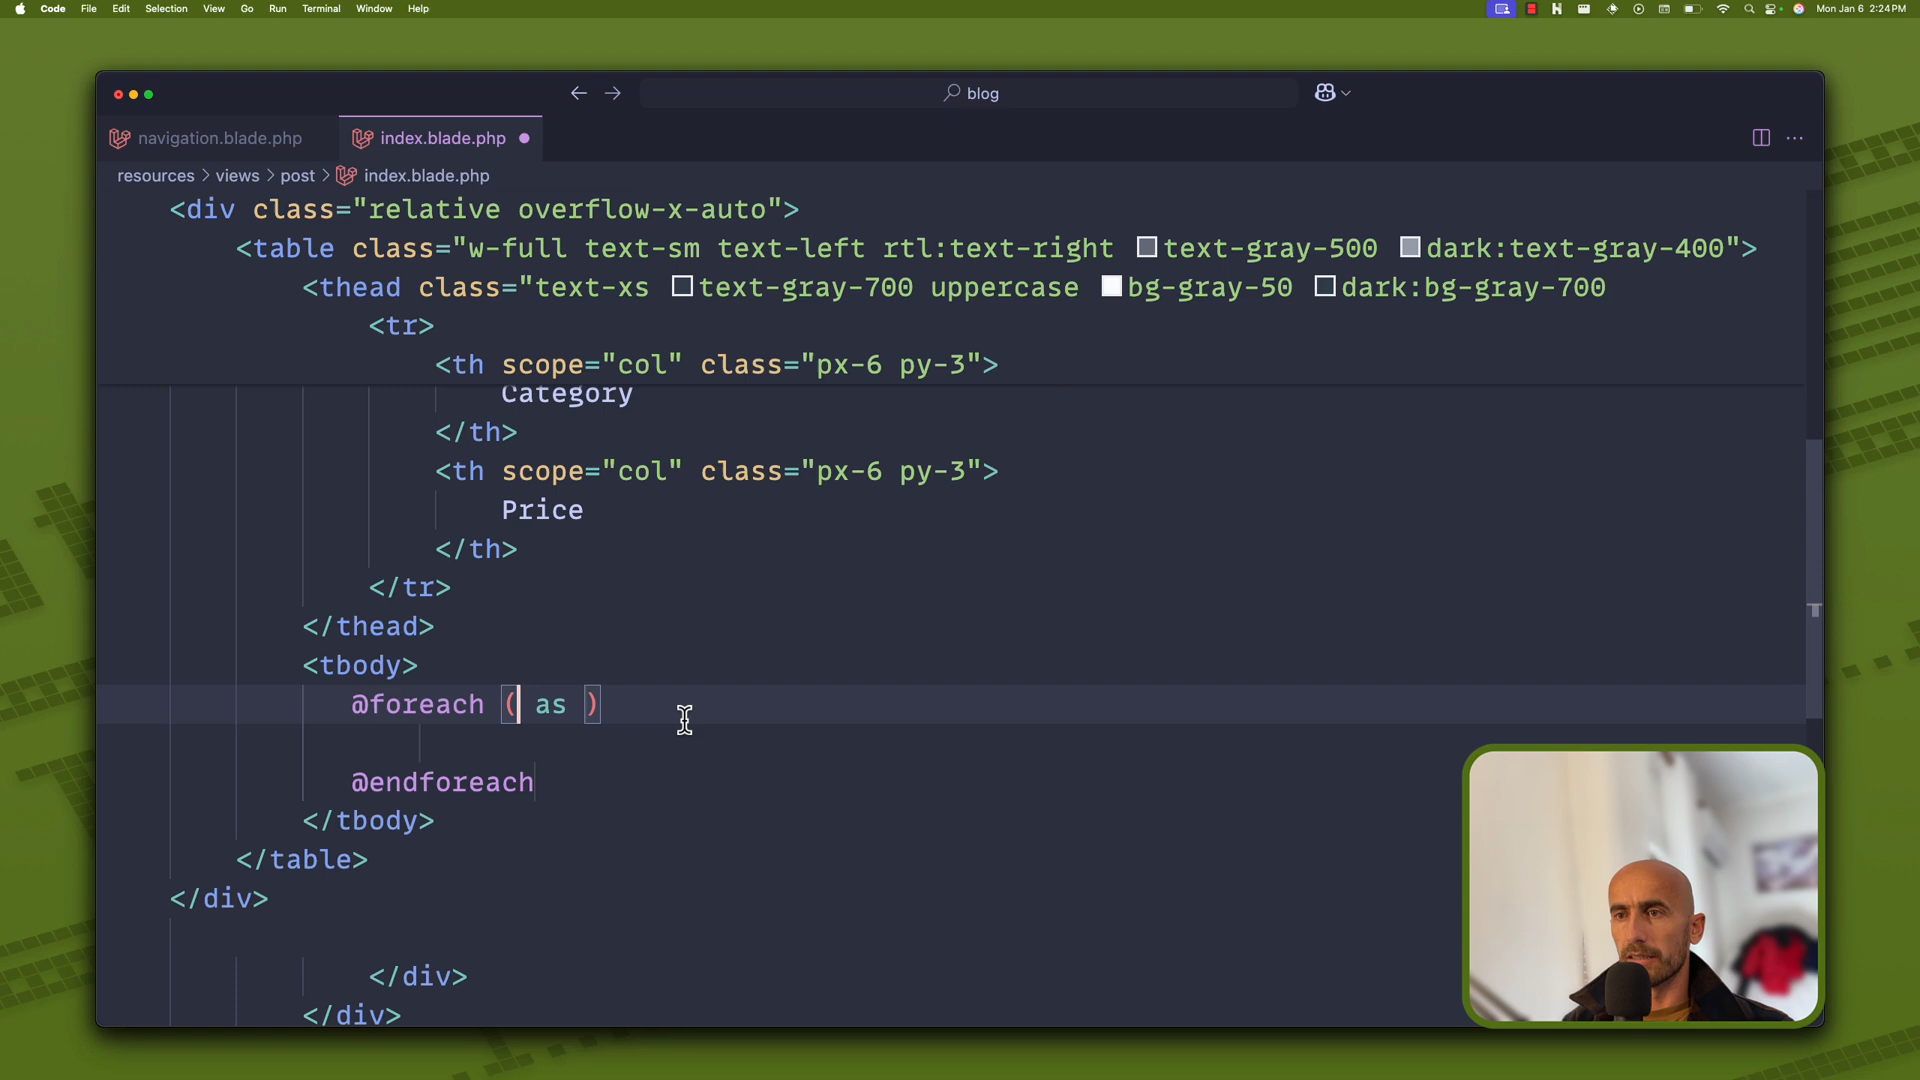 Code File Edit Selection View Go Run Terminal Window Help Mon Jan 6 2:24 PM
blog
navigation.blade.php index.blade.php
resources > views > post > index.blade.php
<div class="relative overflow-x-auto">
<table class="w-full text-sm text-left rtl:text-right text-gray-500 dark:text-gray-400">
<thead class="text-xs text-gray-700 uppercase bg-gray-50 dark:bg-gray-700
<tr>
<th scope="col" class="px-6 py-3">
Category
</th>
<th scope="col" class="px-6 py-3">
Price
</th>
</tr>
</thead>
<tbody>
@foreach ( as )
@endforeach
</tbody>
</table>
</div>
</div>
</div>